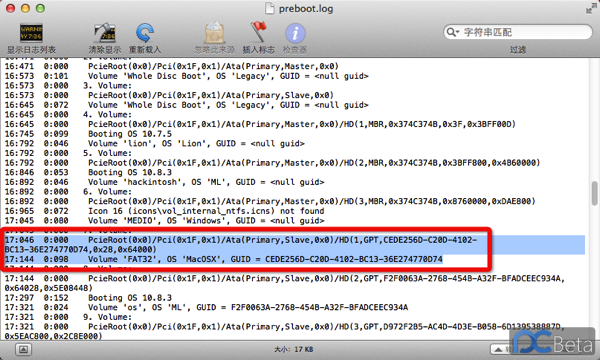 preboot.log
显示日志列表
清除显示
重新载入
忽略此来源
插入标志
检查器
字符串匹配
过滤
16:471 0:000 PcieRoot(0x0)/Pci(0x1F,0x1)/Ata(Primary,Master,0x0)
16:573 0:101 Volume 'Whole Disc Boot', OS 'Legacy', GUID = <null guid>
16:573 0:000 3. Volume:
16:573 0:000 PcieRoot(0x0)/Pci(0x1F,0x1)/Ata(Primary,Slave,0x0)
16:645 0:072 Volume 'Whole Disc Boot', OS 'Legacy', GUID = <null guid>
16:645 0:000 4. Volume:
16:645 0:000 PcieRoot(0x0)/Pci(0x1F,0x1)/Ata(Primary,Master,0x0)/HD(1,MBR,0x374C374B,0x3F,0x3BFF00D)
16:745 0:099 Booting OS 10.7.5
16:792 0:046 Volume 'lion', OS 'Lion', GUID = <null guid>
16:792 0:000 5. Volume:
16:792 0:000 PcieRoot(0x0)/Pci(0x1F,0x1)/Ata(Primary,Master,0x0)/HD(2,MBR,0x374C374B,0x3BFF800,0x4B60000)
16:846 0:053 Booting OS 10.8.3
16:892 0:046 Volume 'hackintosh', OS 'ML', GUID = <null guid>
16:892 0:000 6. Volume:
16:892 0:000 PcieRoot(0x0)/Pci(0x1F,0x1)/Ata(Primary,Master,0x0)/HD(3,MBR,0x374C374B,0x8760000,0xDAE800)
16:965 0:072 Icon 16 (icons\vol_internal_ntfs.icns) not found
17:045 0:080 Volume 'MEDIO', OS 'Windows', GUID = <null guid>
17:046 0:000 PcieRoot(0x0)/Pci(0x1F,0x1)/Ata(Primary,Slave,0x0)/HD(1,GPT,CEDE256D-C20D-4102-
BC13-36E274770D74,0x28,0x64000)
17:144 0:098 Volume 'FAT32', OS 'MacOSX', GUID = CEDE256D-C20D-4102-BC13-36E274770D74
17:144 0:000 PcieRoot(0x0)/Pci(0x1F,0x1)/Ata(Primary,Slave,0x0)/HD(2,GPT,F2F0063A-2768-454B-A32F-BFADCEEC934A,
0x64028,0x5E08448)
17:297 0:152 Booting OS 10.8.3
17:321 0:024 Volume 'os', OS 'ML', GUID = F2F0063A-2768-454B-A32F-BFADCEEC934A
17:321 0:000 9. Volume:
17:321 0:000 PcieRoot(0x0)/Pci(0x1F,0x1)/Ata(Primary,Slave,0x0)/HD(3,GPT,D972F2B5-AC4D-4D3E-B058-6D139538887D,
0x5EAC800,0x2C8E000)
大小: 17 KB
PCBeta